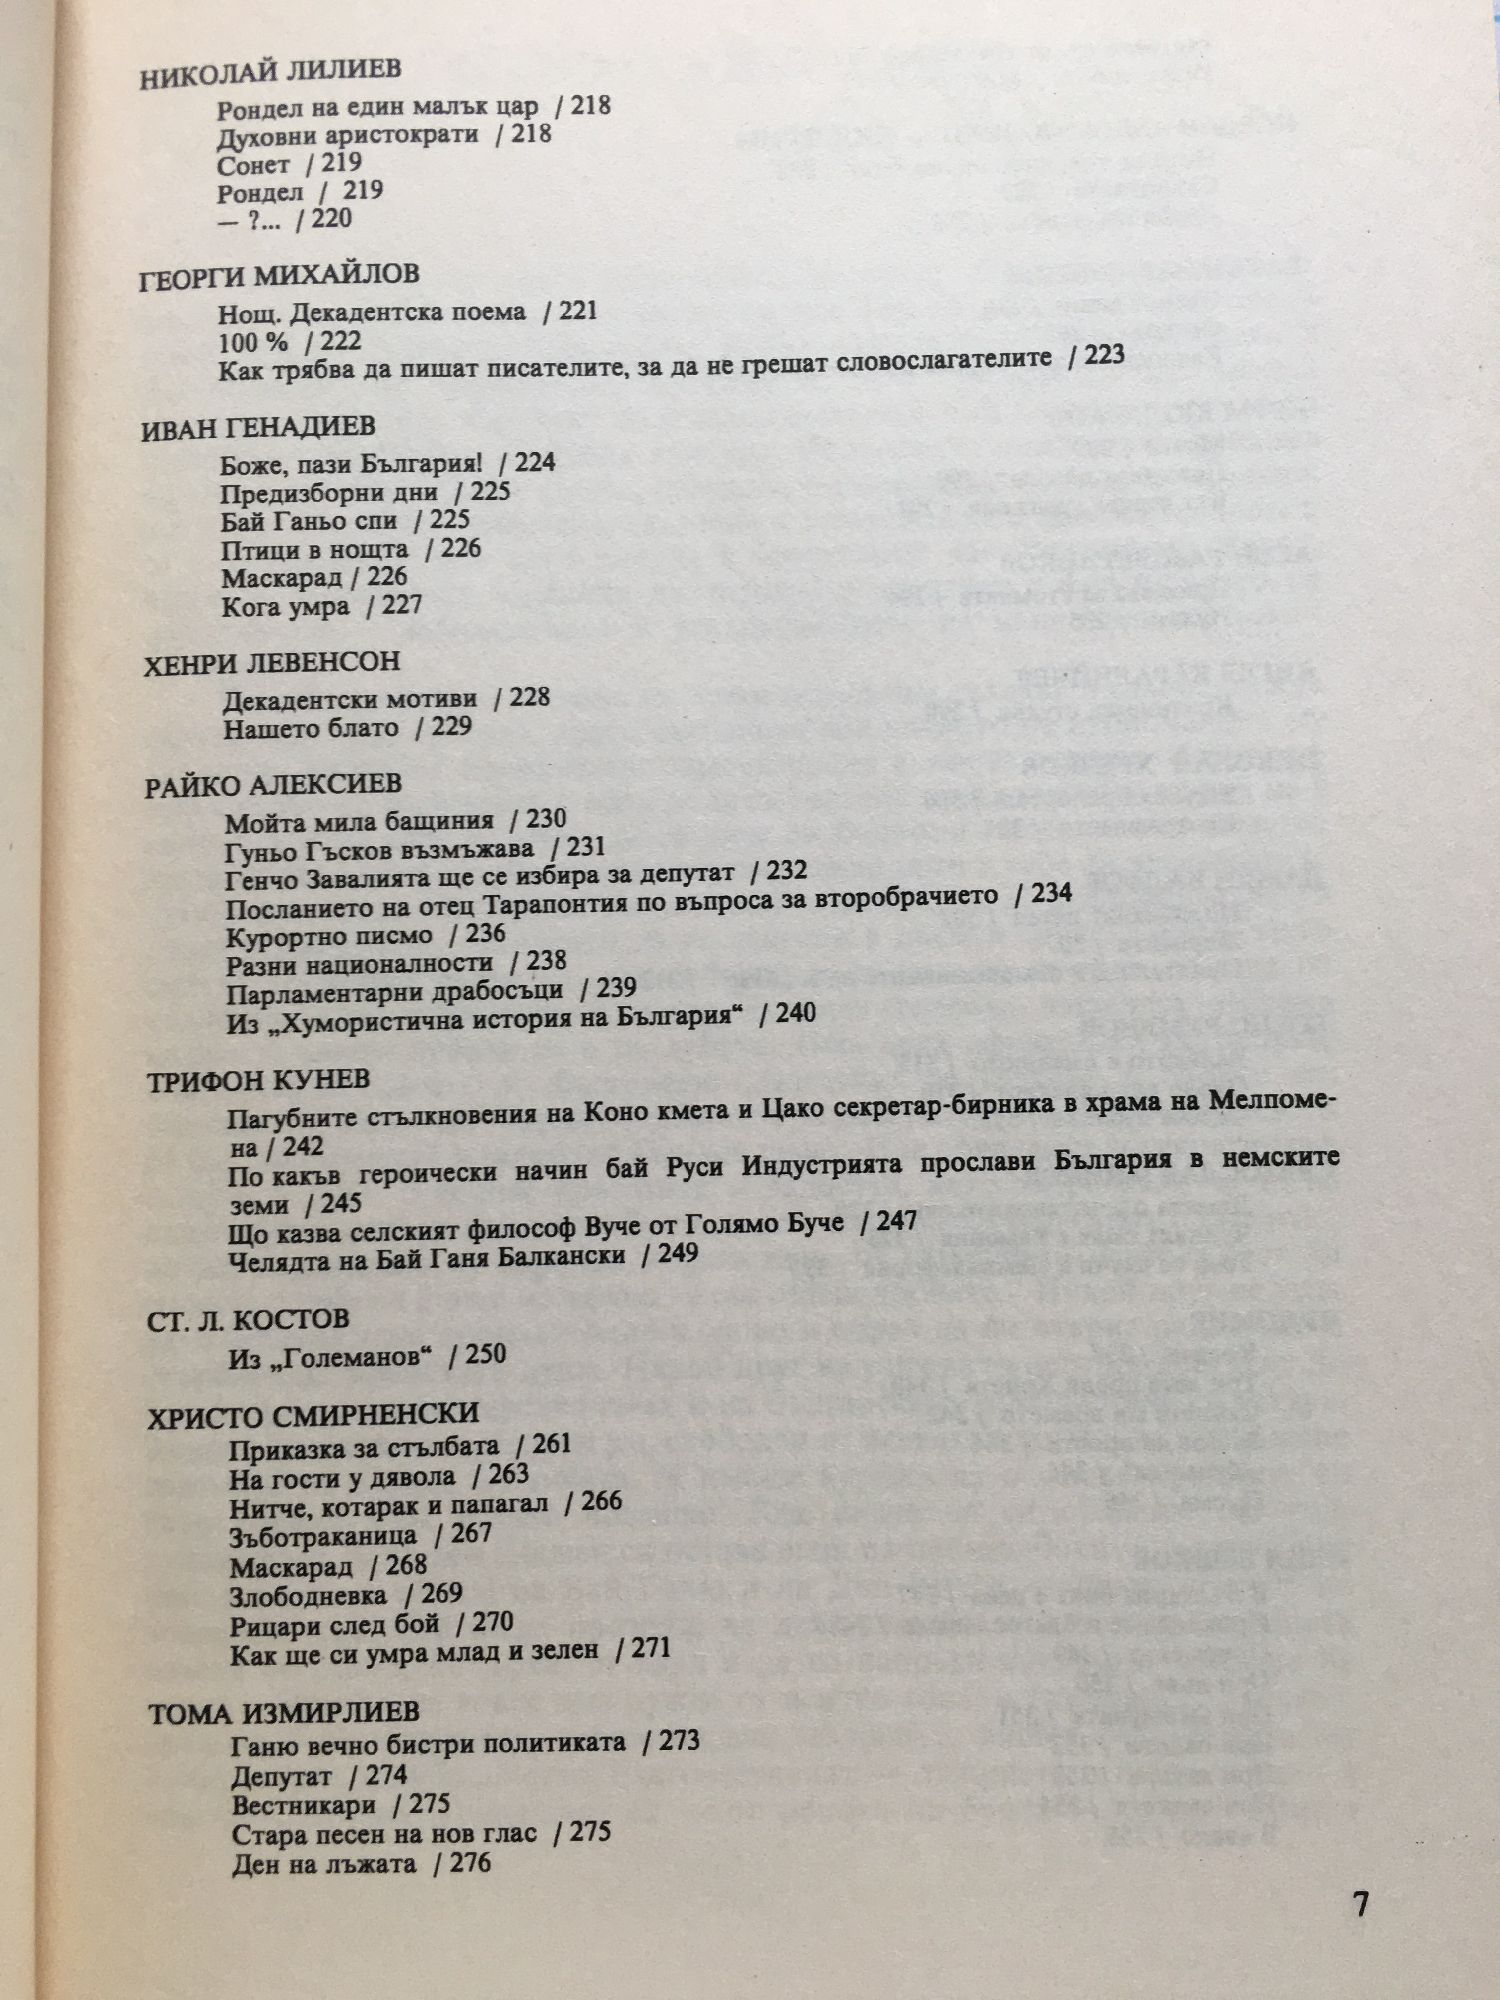 НИКОЛАЙ ЛИЛИЕВ
Рондел на един малък цар / 218
Духовни аристократи / 218
Сонет / 219
Рондел / 219
— ?... / 220
ГЕОРГИ МИХАЙЛОВ
Нощ. Декадентска поема / 221
100 % / 222
Как трябва да пишат писателите, за да не грешат словослагателите / 223
ИВАН ГЕНАДИЕВ
Боже, пази България! / 224
Предизборни дни / 225
Бай Ганьо спи / 225
Птици в нощта / 226
Маскарад / 226
Кога умра / 227
ХЕНРИ ЛЕВЕНСОН
Декадентски мотиви / 228
Нашето блато / 229
РАЙКО АЛЕКСИЕВ
Мойта мила бащиния / 230
Гуньо Гъсков възмъжава / 231
Генчо Завалията ще се избира за депутат / 232
Посланието на отец Тарапонтия по въпроса за второбрачието / 234
Курортно писмо / 236
Разни националности / 238
Парламентарни драбосъци / 239
Из „Хумористична история на България“ / 240
ТРИФОН КУНЕВ
Пагубните стълкновения на Коно кмета и Цако секретар-бирника в храма на Мелпоме-
на / 242
По какъв героически начин бай Руси Индустрията прослави България в немските
земи / 245
Що казва селският философ Вуче от Голямо Буче / 247
Челядта на Бай Ганя Балкански / 249
СТ. Л. КОСТОВ
Из „Големанов“ / 250
ХРИСТО СМИРНЕНСКИ
Приказка за стълбата / 261
На гости у дявола / 263
Нитче, котарак и папагал / 266
Зъботраканица / 267
Маскарад / 268
Злободневка / 269
Рицари след бой / 270
Как ще си умра млад и зелен / 271
ТОМА ИЗМИРЛИЕВ
Ганю вечно бистри политиката / 273
Депутат / 274
Вестникари / 275
Стара песен на нов глас / 275
Ден на лъжата / 276
7